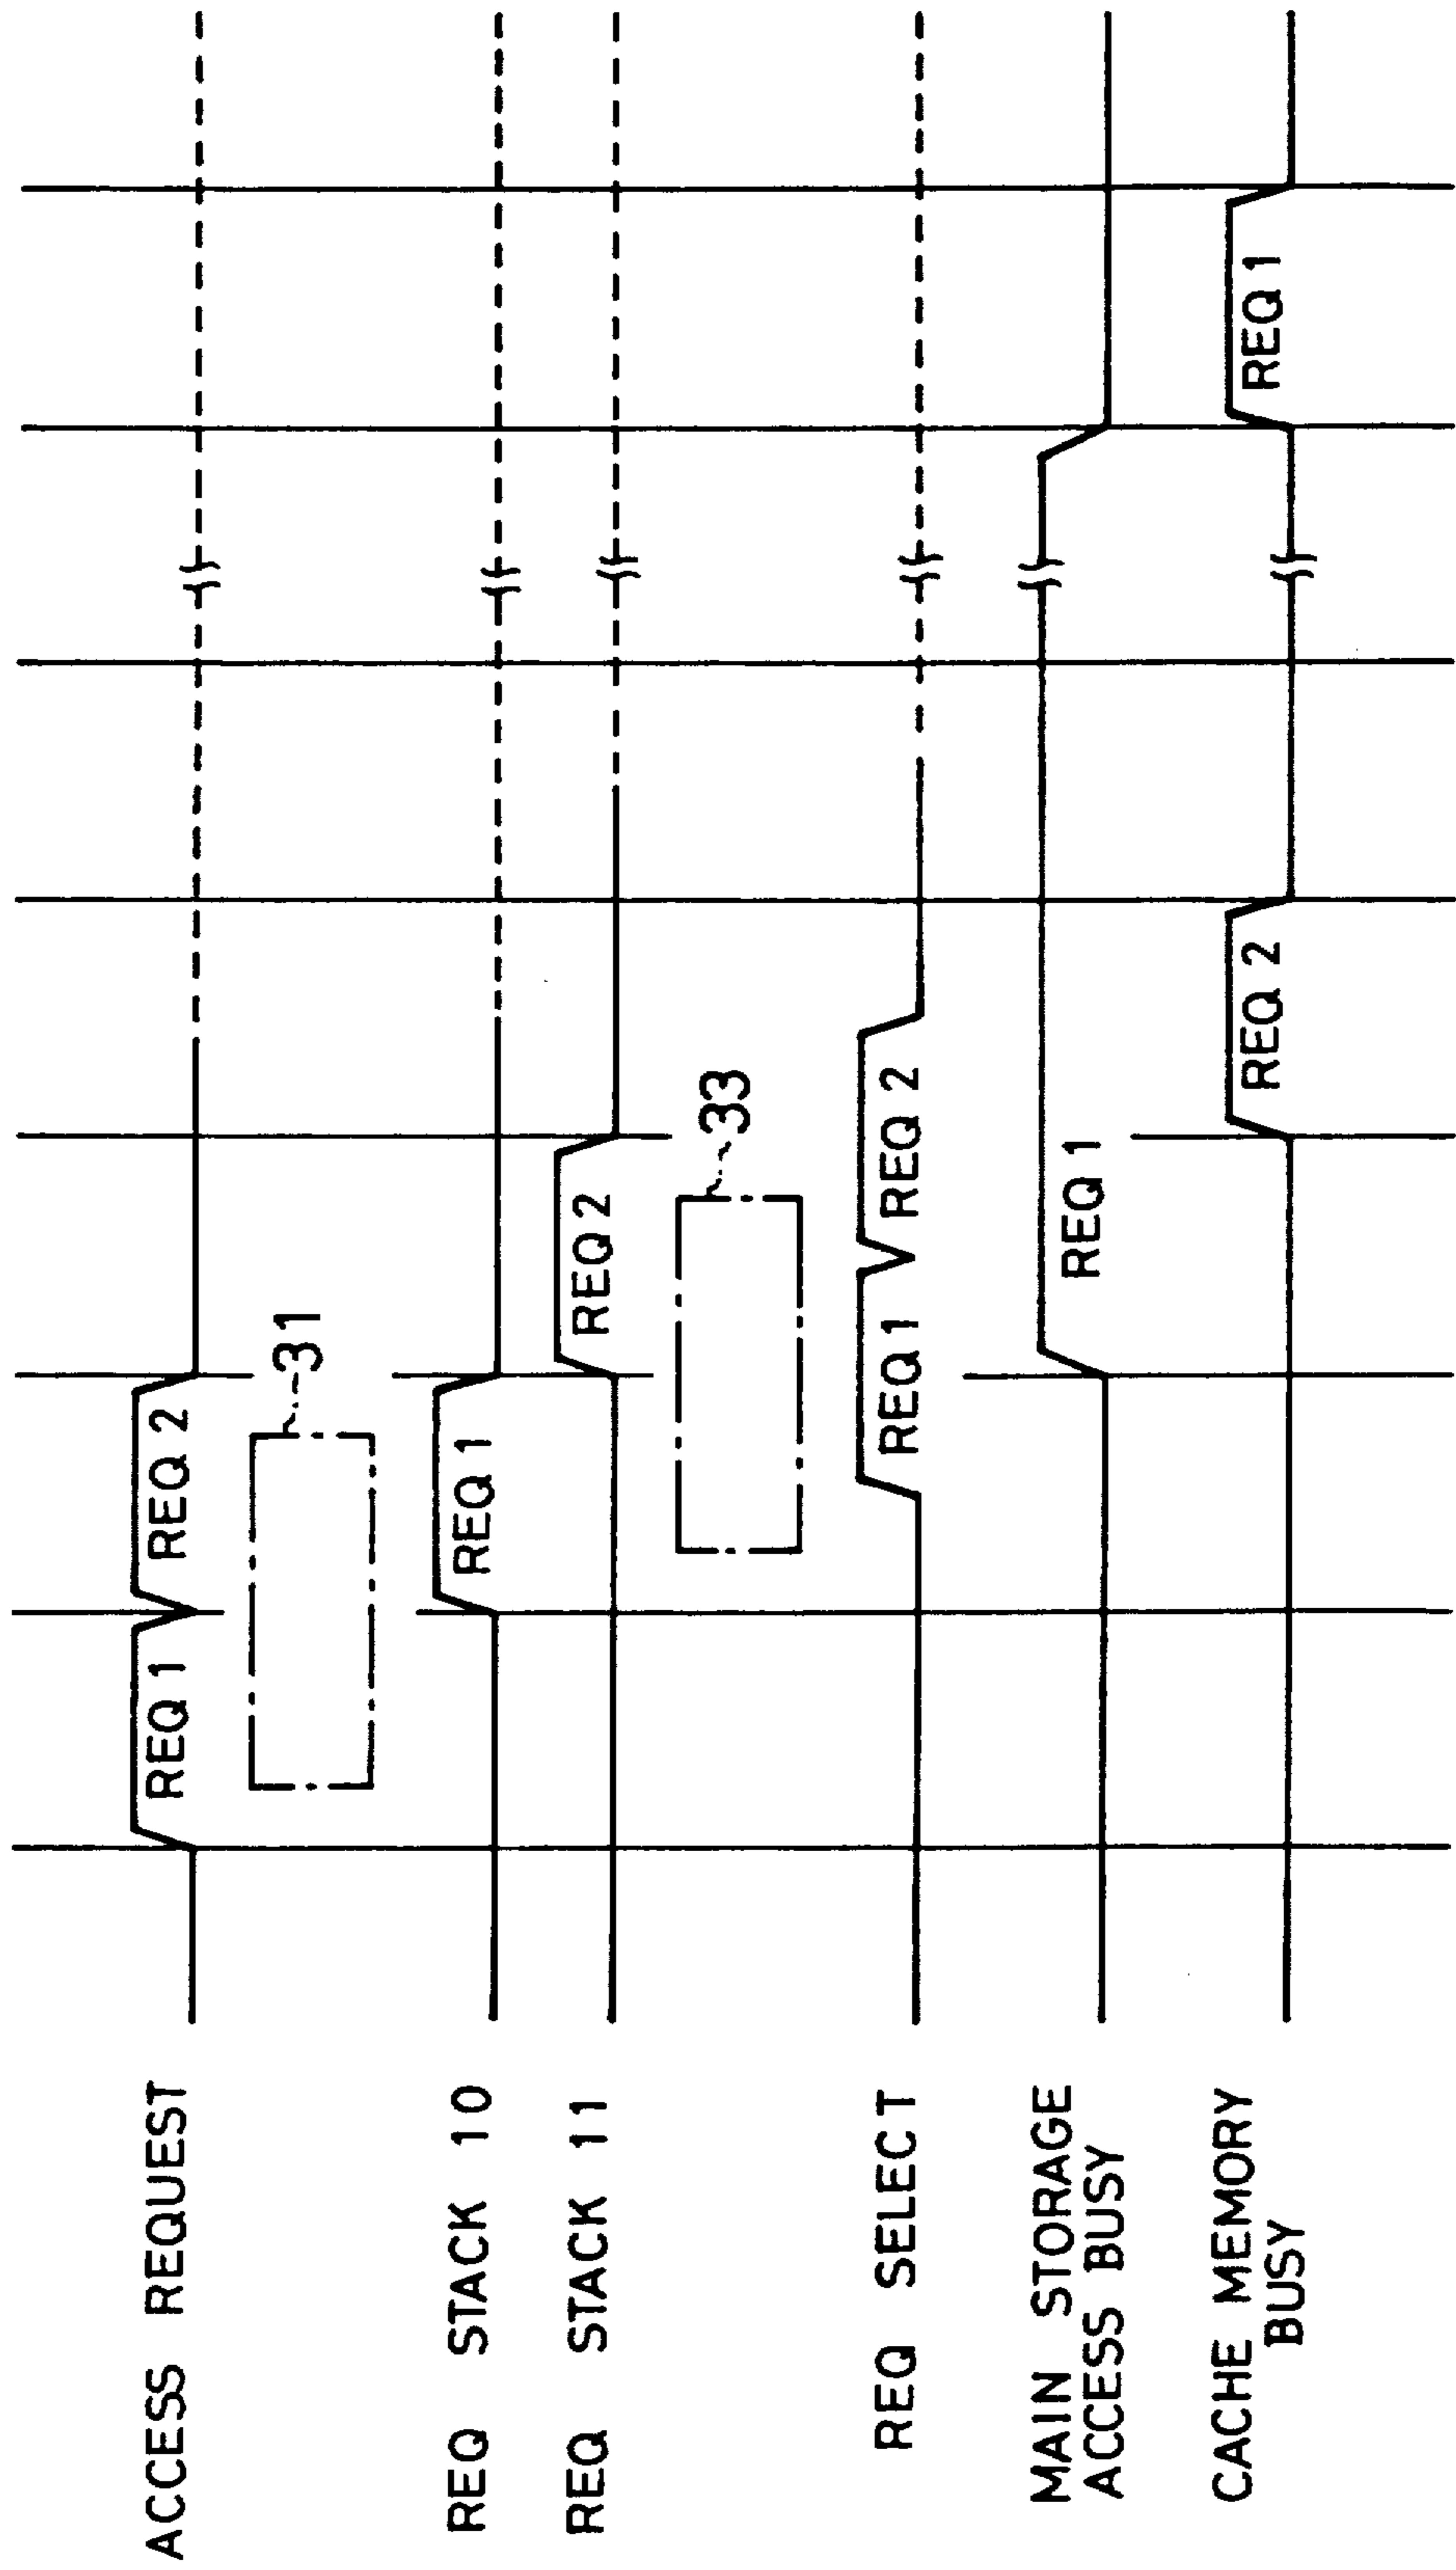 ACCESS REQUEST
REQ 1
REQ 2
31
REQ STACK 10
REQ 1
REQ STACK 11
REQ 2
33
REQ SELECT
REQ 1
REQ 2
MAIN STORAGE
ACCESS BUSY
REQ 1
CACHE MEMORY
BUSY
REQ 2
REQ 1